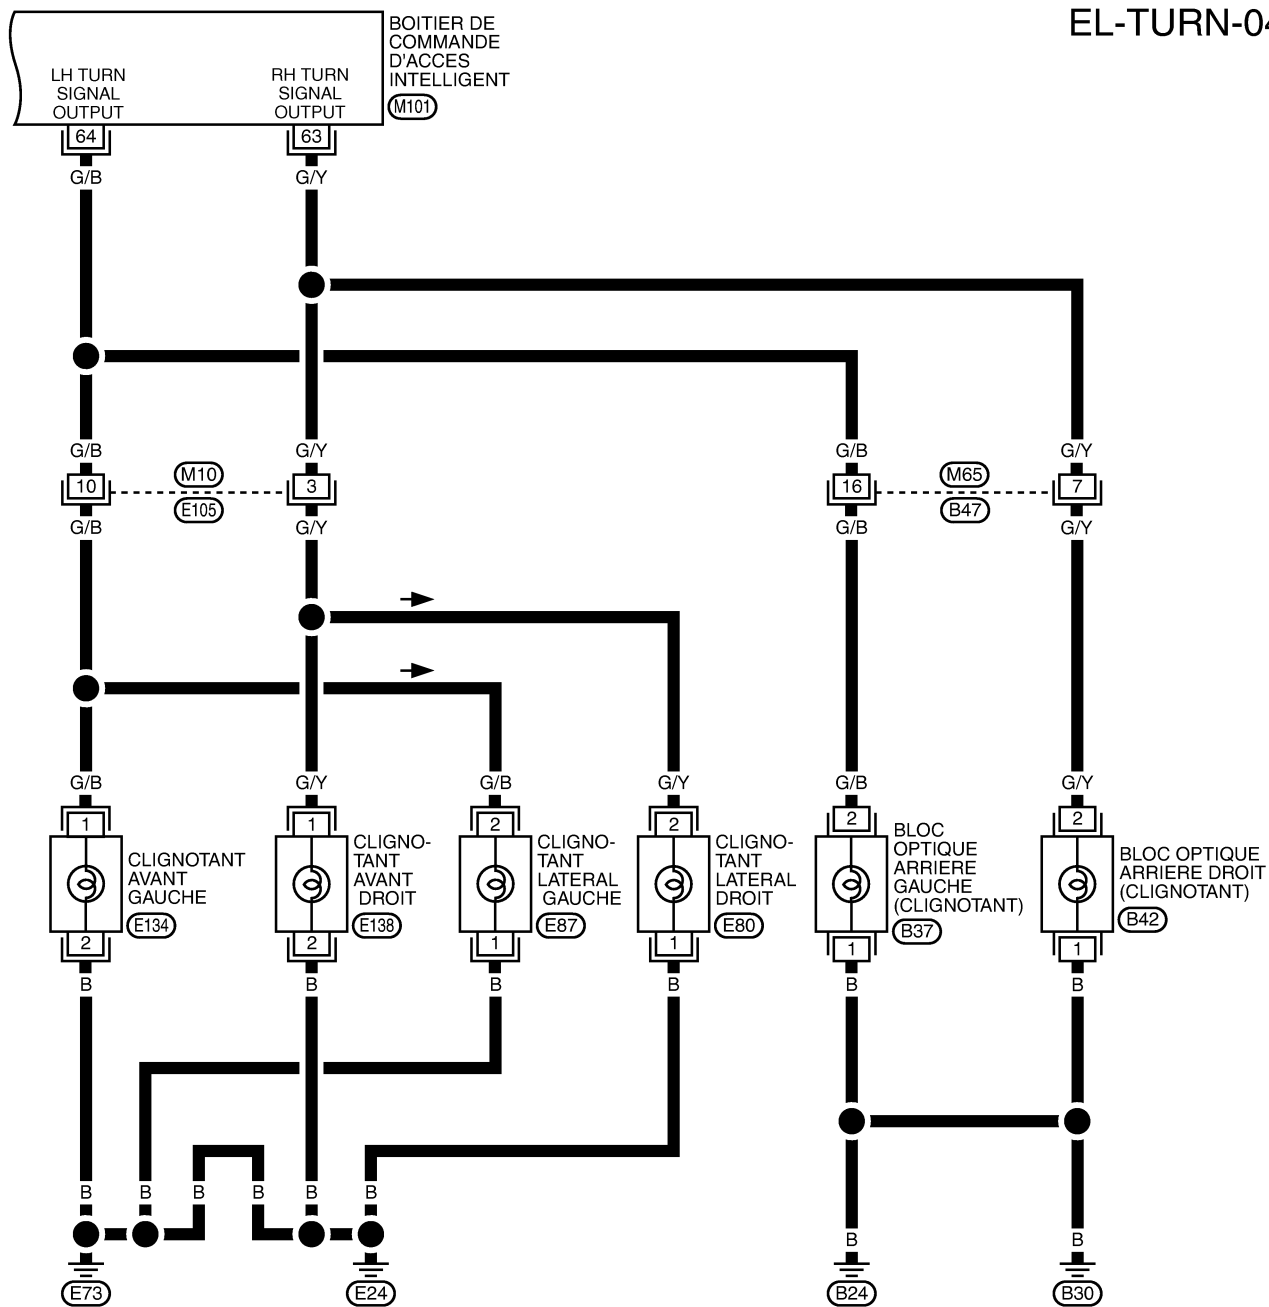 EL-TURN-04
BOITIER DE
COMMANDE
D'ACCES
INTELLIGENT
M101
LH TURN
SIGNAL
OUTPUT
RH TURN
SIGNAL
OUTPUT
64
63
G/B
G/Y
G/B
G/Y
G/B
G/Y
10
M10
E105
3
16
M65
B47
7
G/B
G/Y
G/B
G/Y
G/B
G/Y
G/B
G/Y
G/B
G/Y
1
1
2
2
2
2
CLIGNOTANT
AVANT
GAUCHE
E134
CLIGNO-
TANT
AVANT
DROIT
E138
CLIGNO-
TANT
LATERAL
GAUCHE
E87
CLIGNO-
TANT
LATERAL
DROIT
E80
BLOC
OPTIQUE
ARRIERE
GAUCHE
(CLIGNOTANT)
B37
BLOC OPTIQUE
ARRIERE DROIT
(CLIGNOTANT)
B42
2
2
1
1
1
1
B
B
B
B
B
B
B
B
B
B
B
B
B
B
E73
E24
B24
B30